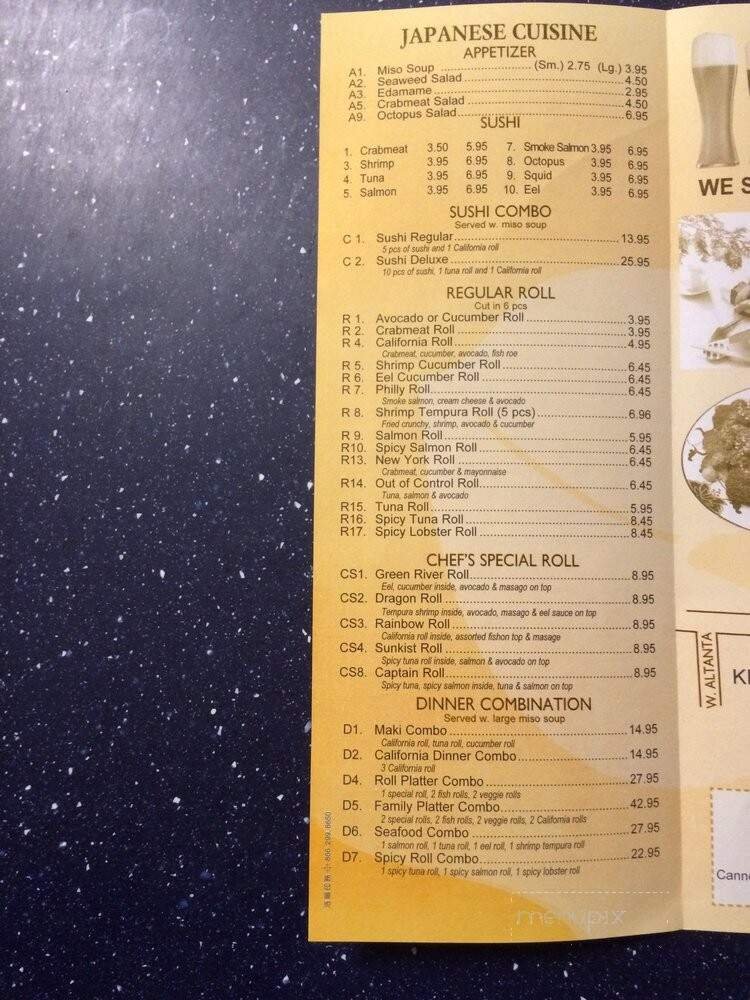 JAPANESE CUISINE
APPETIZER
A1. Miso Soup (Sm.) 2.75 (Lg.) 3.95
A2. Seaweed Salad 4.50
A3. Edamame 2.95
A5. Crabmeat Salad 4.50
A9. Octopus Salad 6.95
SUSHI
1. Crabmeat 3.50 5.95 7. Smoke Salmon 3.95 6.95
3. Shrimp 3.95 6.95 8. Octopus 3.95 6.95
4. Tuna 3.95 6.95 9. Squid 3.95 6.95
5. Salmon 3.95 6.95 10. Eel 3.95 6.95
SUSHI COMBO
Served w. miso soup
C 1. Sushi Regular 13.95
5 pcs of sushi and 1 California roll
C 2. Sushi Deluxe 25.95
10 pcs of sushi, 1 tuna roll and 1 California roll
REGULAR ROLL
Cut in 6 pcs
R 1. Avocado or Cucumber Roll 3.95
R 2. Crabmeat Roll 3.95
R 4. California Roll 4.95
Crabmeat, cucumber, avocado, fish roe
R 5. Shrimp Cucumber Roll 6.45
R 6. Eel Cucumber Roll 6.45
R 7. Philly Roll 6.45
Smoke salmon, cream cheese & avocado
R 8. Shrimp Tempura Roll (5 pcs) 6.96
Fried crunchy, shrimp, avocado & cucumber
R 9. Salmon Roll 5.95
R10. Spicy Salmon Roll 6.45
R13. New York Roll 6.45
Crabmeat, cucumber & mayonnaise
R14. Out of Control Roll 6.45
Tuna, salmon & avocado
R15. Tuna Roll 5.95
R16. Spicy Tuna Roll 8.45
R17. Spicy Lobster Roll 8.45
CHEF'S SPECIAL ROLL
CS1. Green River Roll 8.95
Eel, cucumber inside, avocado & masago on top
CS2. Dragon Roll 8.95
Tempura shrimp inside, avocado, masago & eel sauce on top
CS3. Rainbow Roll 8.95
California roll inside, assorted fishon top & masage
CS4. Sunkist Roll 8.95
Spicy tuna roll inside, salmon & avocado on top
CS8. Captain Roll 8.95
Spicy tuna, spicy salmon inside, tuna & salmon on top
DINNER COMBINATION
Served w. large miso soup
D1. Maki Combo 14.95
California roll, tuna roll, cucumber roll
D2. California Dinner Combo 14.95
3 California roll
D4. Roll Platter Combo 27.95
1 special roll, 2 fish rolls, 2 veggie rolls
D5. Family Platter Combo 42.95
2 special rolls, 2 fish rolls, 2 veggie rolls, 2 California rolls
D6. Seafood Combo 27.95
1 salmon roll, 1 tuna roll, 1 eel roll, 1 shrimp tempura roll
D7. Spicy Roll Combo 22.95
1 spicy tuna roll, 1 spicy salmon roll, 1 spicy lobster roll
866.299.8660
menupix
WE S
W. ALTANTA
Canno